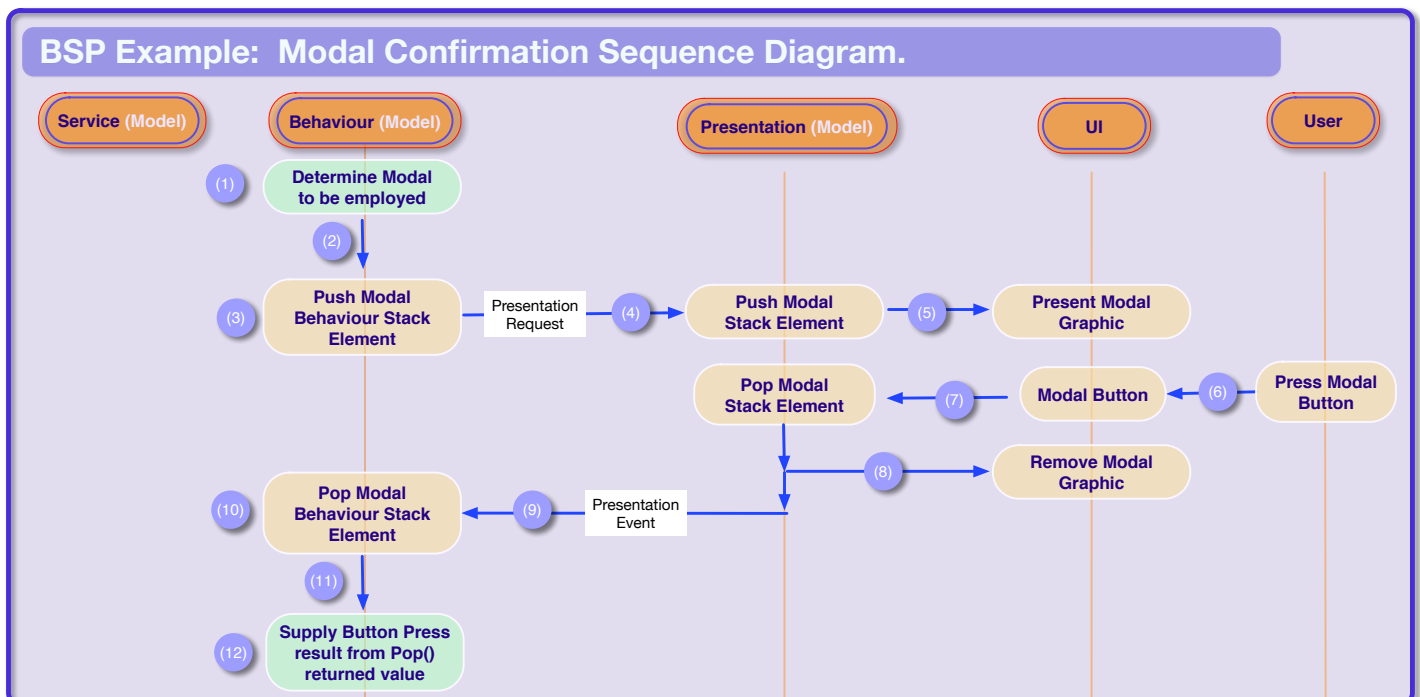 BSP Example:  Modal Confirmation Sequence Diagram.
Service (Model)
Behaviour (Model)
Presentation (Model)
UI
User
(1)
Determine Modal
to be employed
(2)
(3)
Push Modal
Behaviour Stack
Element
Presentation
Request
(4)
Push Modal
Stack Element
(5)
Present Modal
Graphic
Pop Modal
Stack Element
(7)
Modal Button
(6)
Press Modal
Button
(8)
Remove Modal
Graphic
(10)
Pop Modal
Behaviour Stack
Element
(9)
Presentation
Event
(11)
(12)
Supply Button Press
result from Pop()
returned value